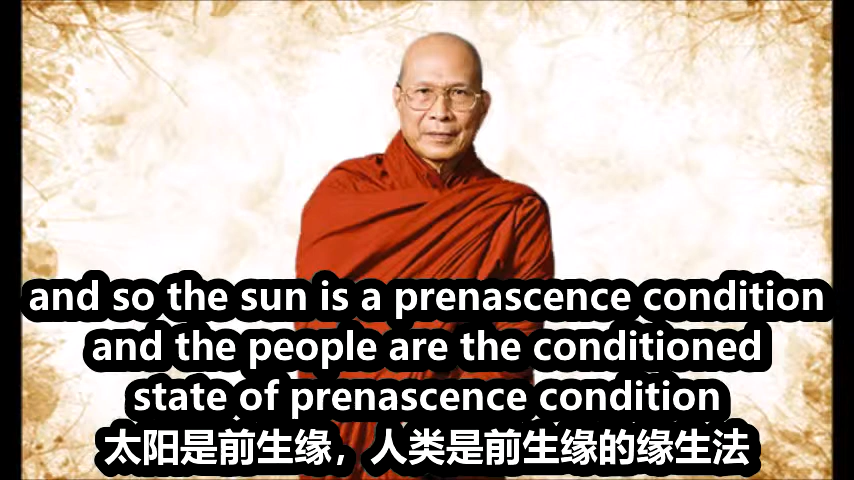 and so the sun is a prenascence condition
and the people are the conditioned
state of prenascence condition
太阳是前生缘，人类是前生缘的缘生法